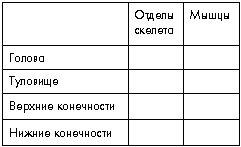 Отделы Мышцы
скелета
Голова
Туловище
Верхние конечности
Нижние конечности